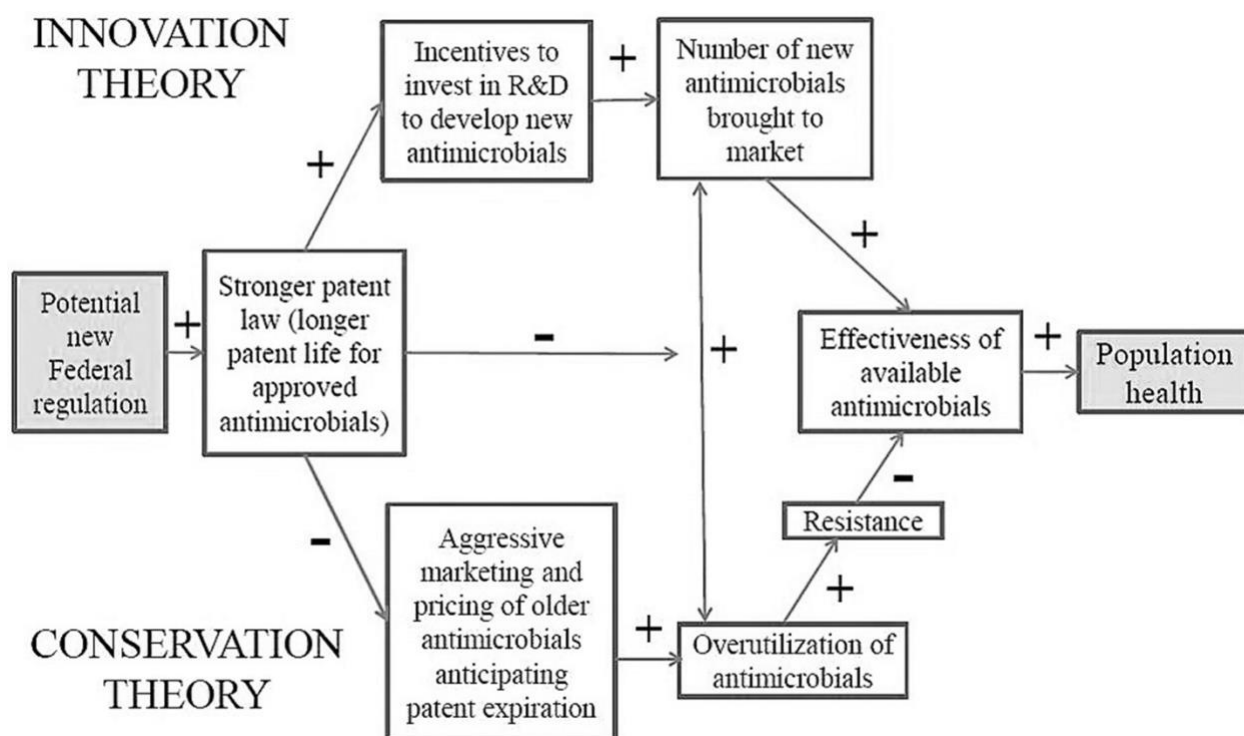 INNOVATION
THEORY
Incentives to
invest in R&D
to develop new
antimicrobials
+
Number of new
antimicrobials
brought to
market
+
+
Potential
new
Federal
regulation
+
Stronger patent
law (longer
patent life for
approved
antimicrobials)
-
+
Effectiveness of
available
antimicrobials
+
Population
health
-
Resistance
-
+
CONSERVATION
THEORY
Aggressive
marketing and
pricing of older
antimicrobials
anticipating
patent expiration
+
Overutilization of
antimicrobials